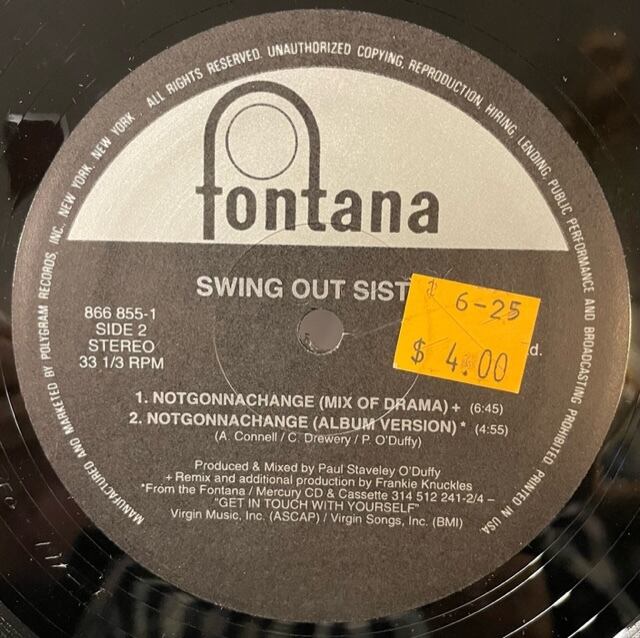 MANUFACTURED AND MARKETED BY POLYGRAM RECORDS, INC. NEW YORK, NEW YORK. ALL RIGHTS RESERVED. UNAUTHORIZED COPYING, REPRODUCTION, HIRING, LENDING, PUBLIC PERFORMANCE AND BROADCASTING PROHIBITED. PRINTED IN USA
fontana
SWING OUT SIST
6-25
$ 4.00
d.
866 855-1
SIDE 2
STEREO
33 1/3 RPM
1. NOTGONNACHANGE (MIX OF DRAMA) + (6:45)
2. NOTGONNACHANGE (ALBUM VERSION) * (4:55)
(A. Connell / C. Drewery / P. O'Duffy)
Produced & Mixed by Paul Staveley O'Duffy
+ Remix and additional production by Frankie Knuckles
*From the Fontana / Mercury CD & Cassette 314 512 241-2/4 –
"GET IN TOUCH WITH YOURSELF"
Virgin Music, Inc. (ASCAP) / Virgin Songs, Inc. (BMI)